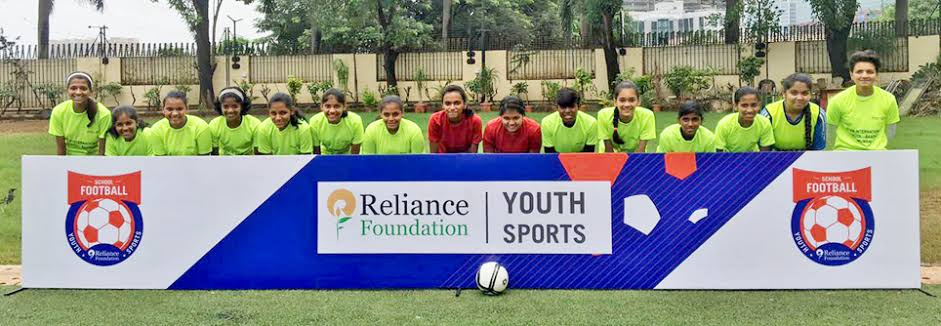 SCHOOL
FOOTBALL
YOUTH SPORTS
Reliance
Foundation
Reliance
Foundation
YOUTH
SPORTS
SCHOOL
FOOTBALL
YOUTH SPORTS
Reliance
Foundation